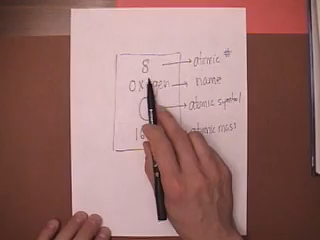 8 → atomic #
oxygen → name
→ atomic symbol
16 atomic mass